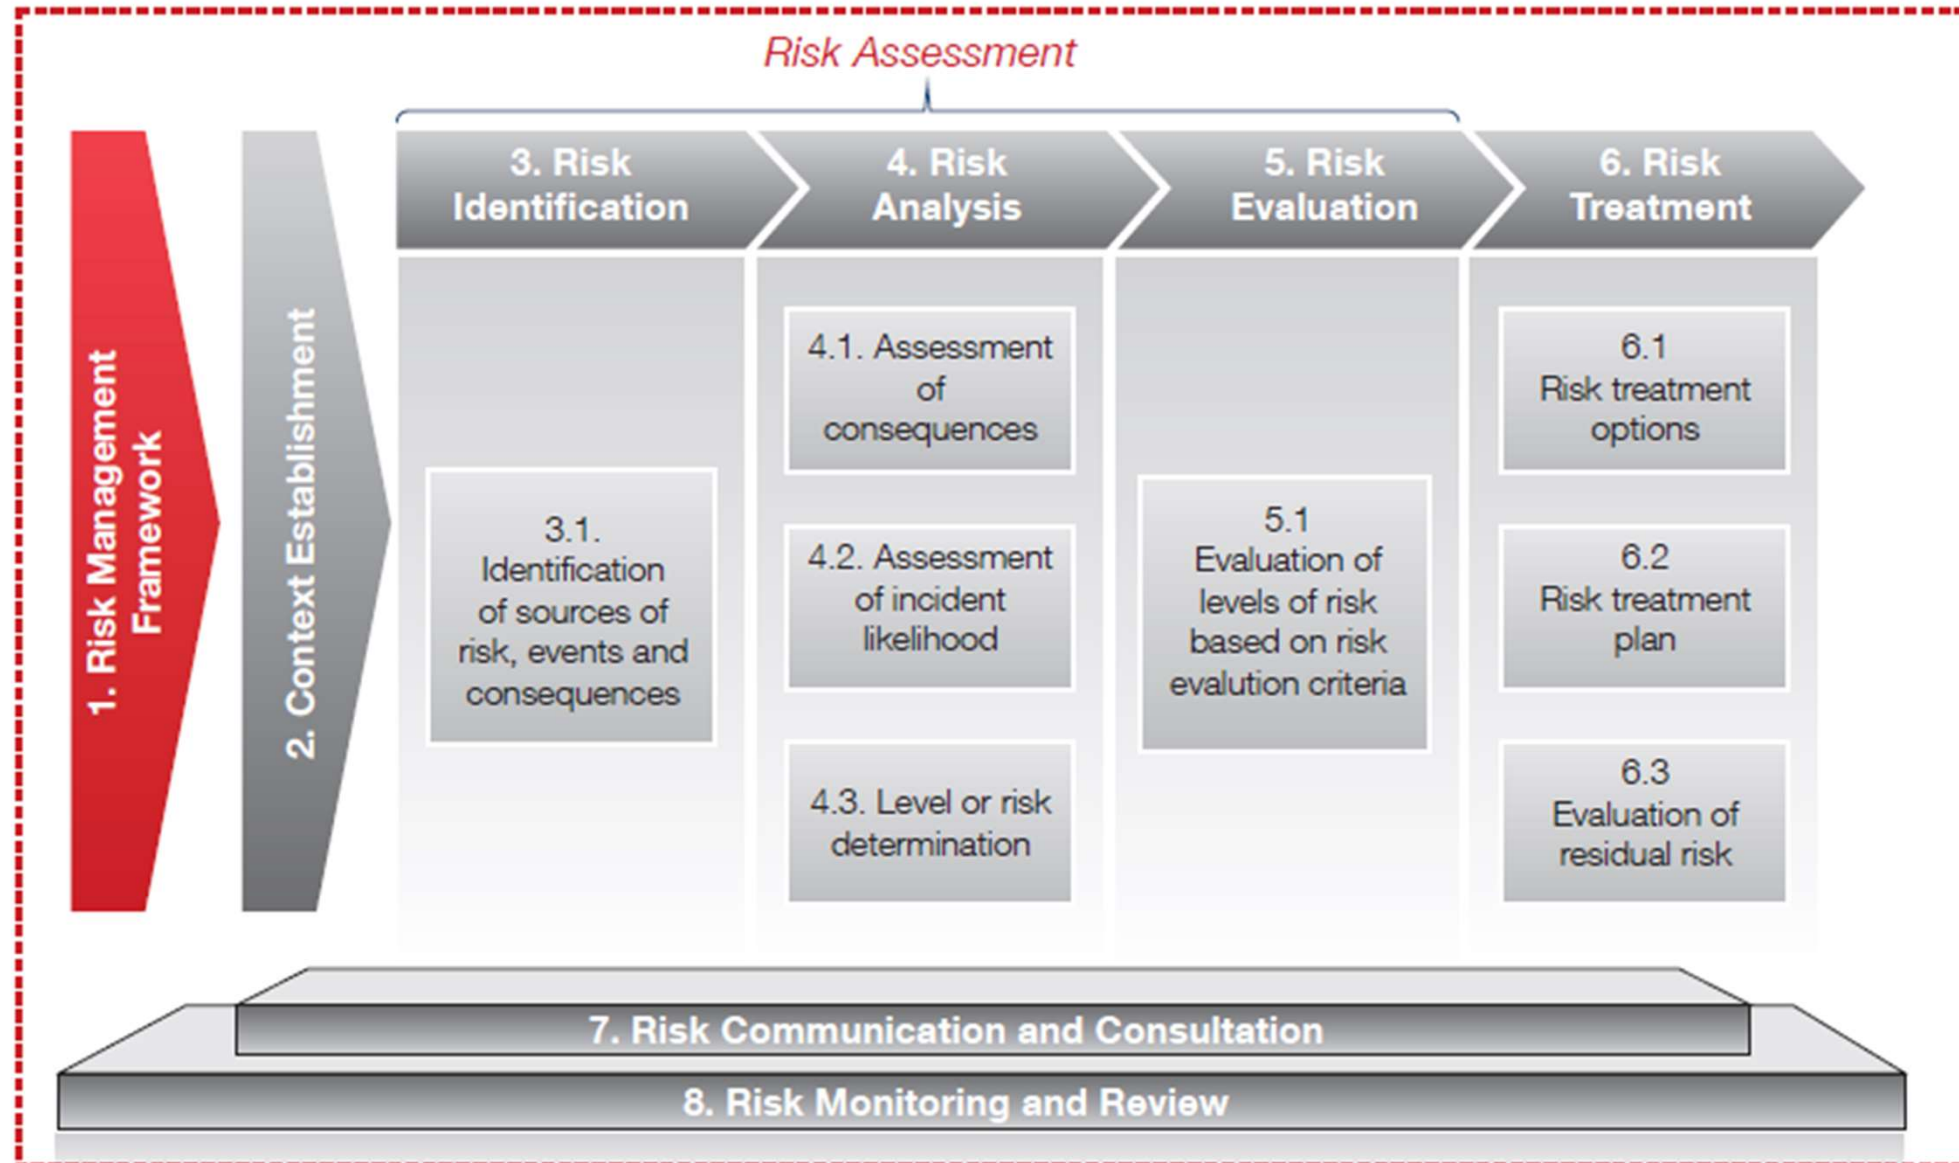 Risk Assessment
1. Risk Management
Framework
2. Context Establishment
3. Risk
Identification
4. Risk
Analysis
5. Risk
Evaluation
6. Risk
Treatment
3.1.
Identification
of sources of
risk, events and
consequences
4.1. Assessment
of
consequences
4.2. Assessment
of incident
likelihood
4.3. Level or risk
determination
5.1
Evaluation of
levels of risk
based on risk
evalution criteria
6.1
Risk treatment
options
6.2
Risk treatment
plan
6.3
Evaluation of
residual risk
7. Risk Communication and Consultation
8. Risk Monitoring and Review